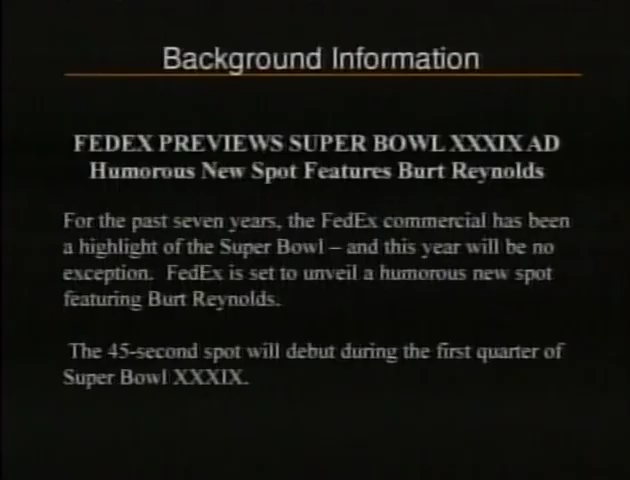 Background Information
FEDEX PREVIEWS SUPER BOWL XXXIX AD
Humorous New Spot Features Burt Reynolds
For the past seven years, the FedEx commercial has been
a highlight of the Super Bowl – and this year will be no
exception. FedEx is set to unveil a humorous new spot
featuring Burt Reynolds.
The 45-second spot will debut during the first quarter of
Super Bowl XXXIX.